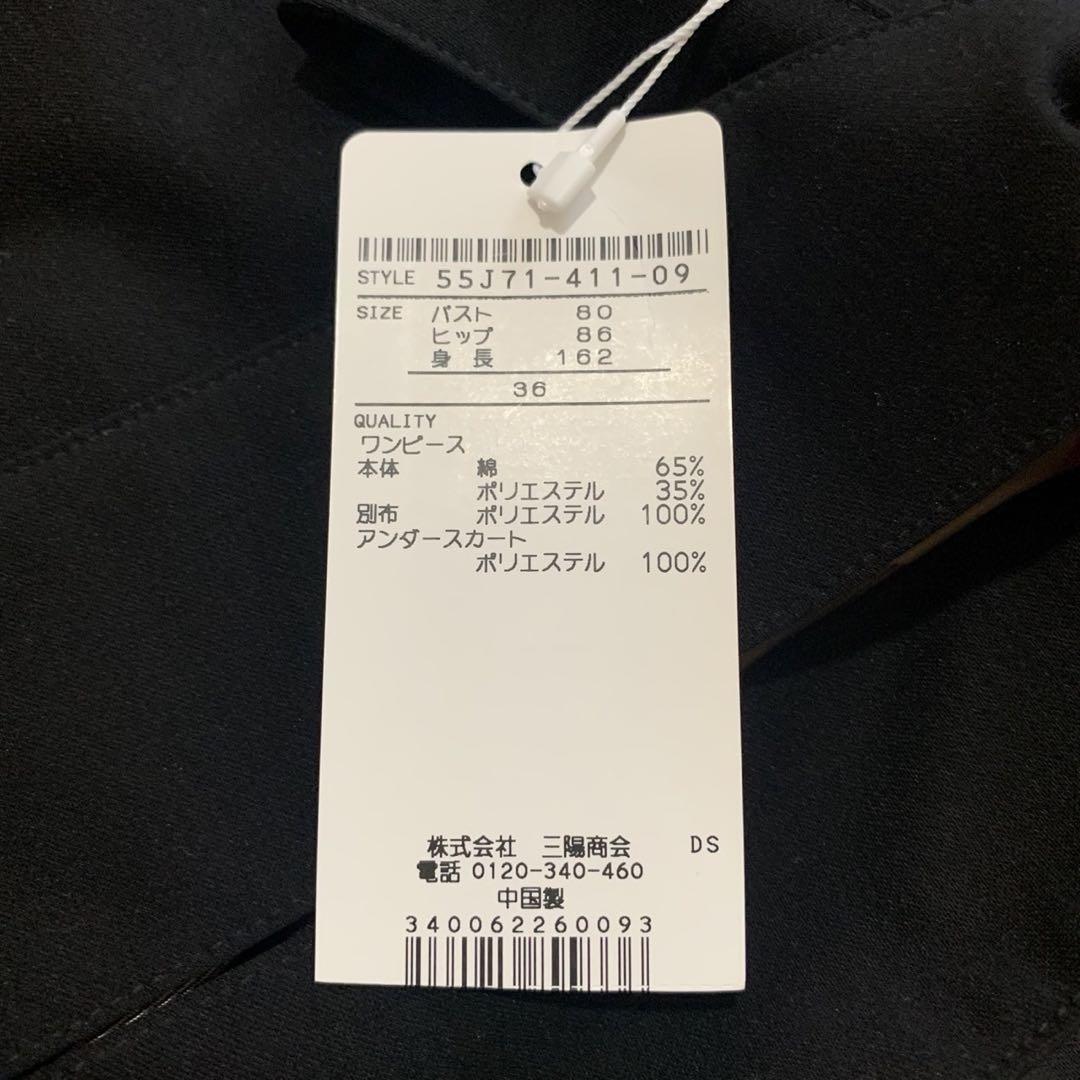 STYLE 55J71-411-09
SIZE バスト 80
ヒップ 86
身長 162
36
QUALITY
ワンピース
本体 綿 65%
ポリエステル 35%
別布 ポリエステル 100%
アンダースカート
ポリエステル 100%
株式会社 三陽商会 DS
電話 0120-340-460
中国製
340062260093